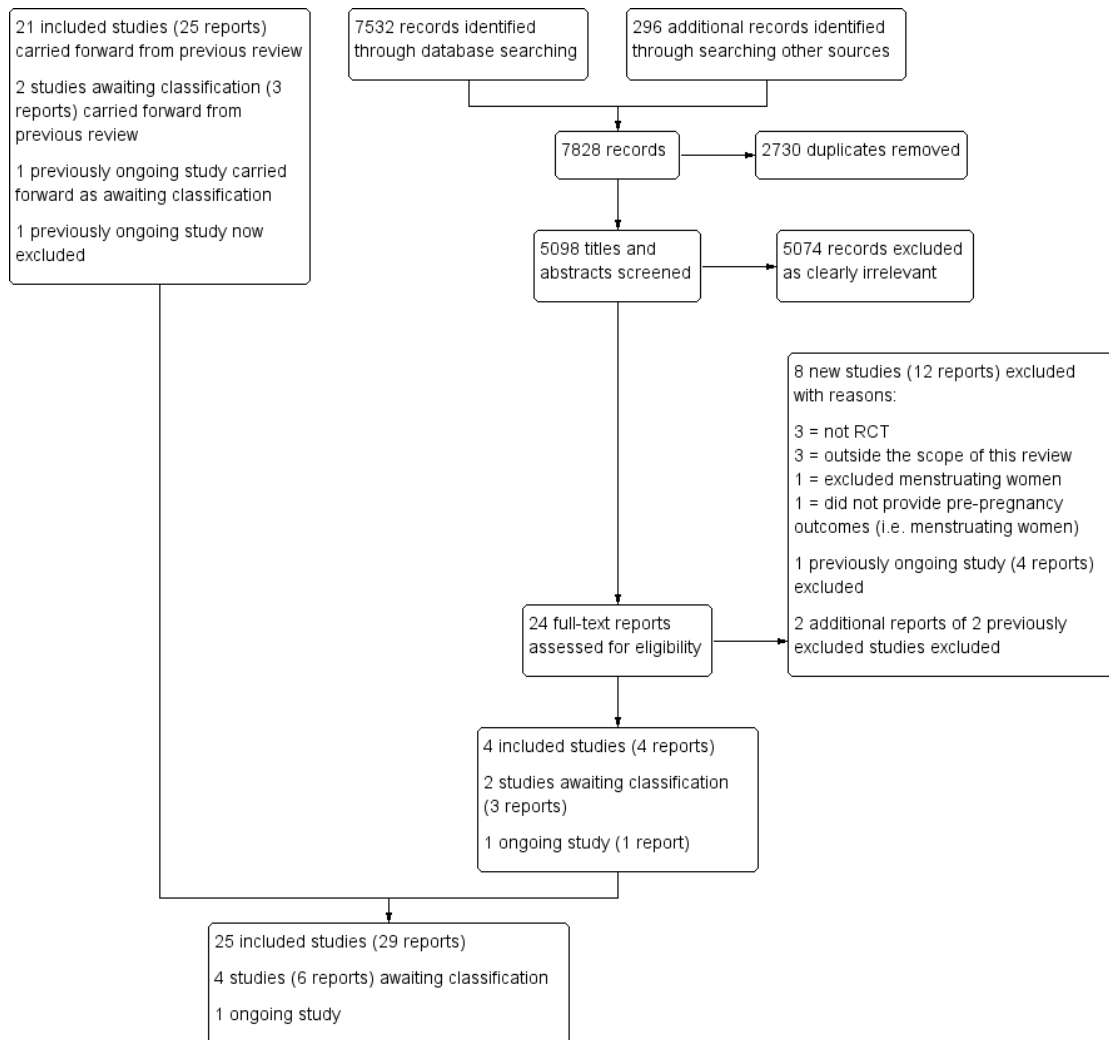 21 included studies (25 reports)
carried forward from previous review
2 studies awaiting classification (3
reports) carried forward from
previous review
1 previously ongoing study carried
forward as awaiting classification
1 previously ongoing study now
excluded
7532 records identified
through database searching
296 additional records identified
through searching other sources
7828 records
2730 duplicates removed
5098 titles and
abstracts screened
5074 records excluded
as clearly irrelevant
8 new studies (12 reports) excluded
with reasons:
3 = not RCT
3 = outside the scope of this review
1 = excluded menstruating women
1 = did not provide pre-pregnancy
outcomes (i.e. menstruating women)
1 previously ongoing study (4 reports)
excluded
2 additional reports of 2 previously
excluded studies excluded
24 full-text reports
assessed for eligibility
4 included studies (4 reports)
2 studies awaiting classification
(3 reports)
1 ongoing study (1 report)
25 included studies (29 reports)
4 studies (6 reports) awaiting classification
1 ongoing study